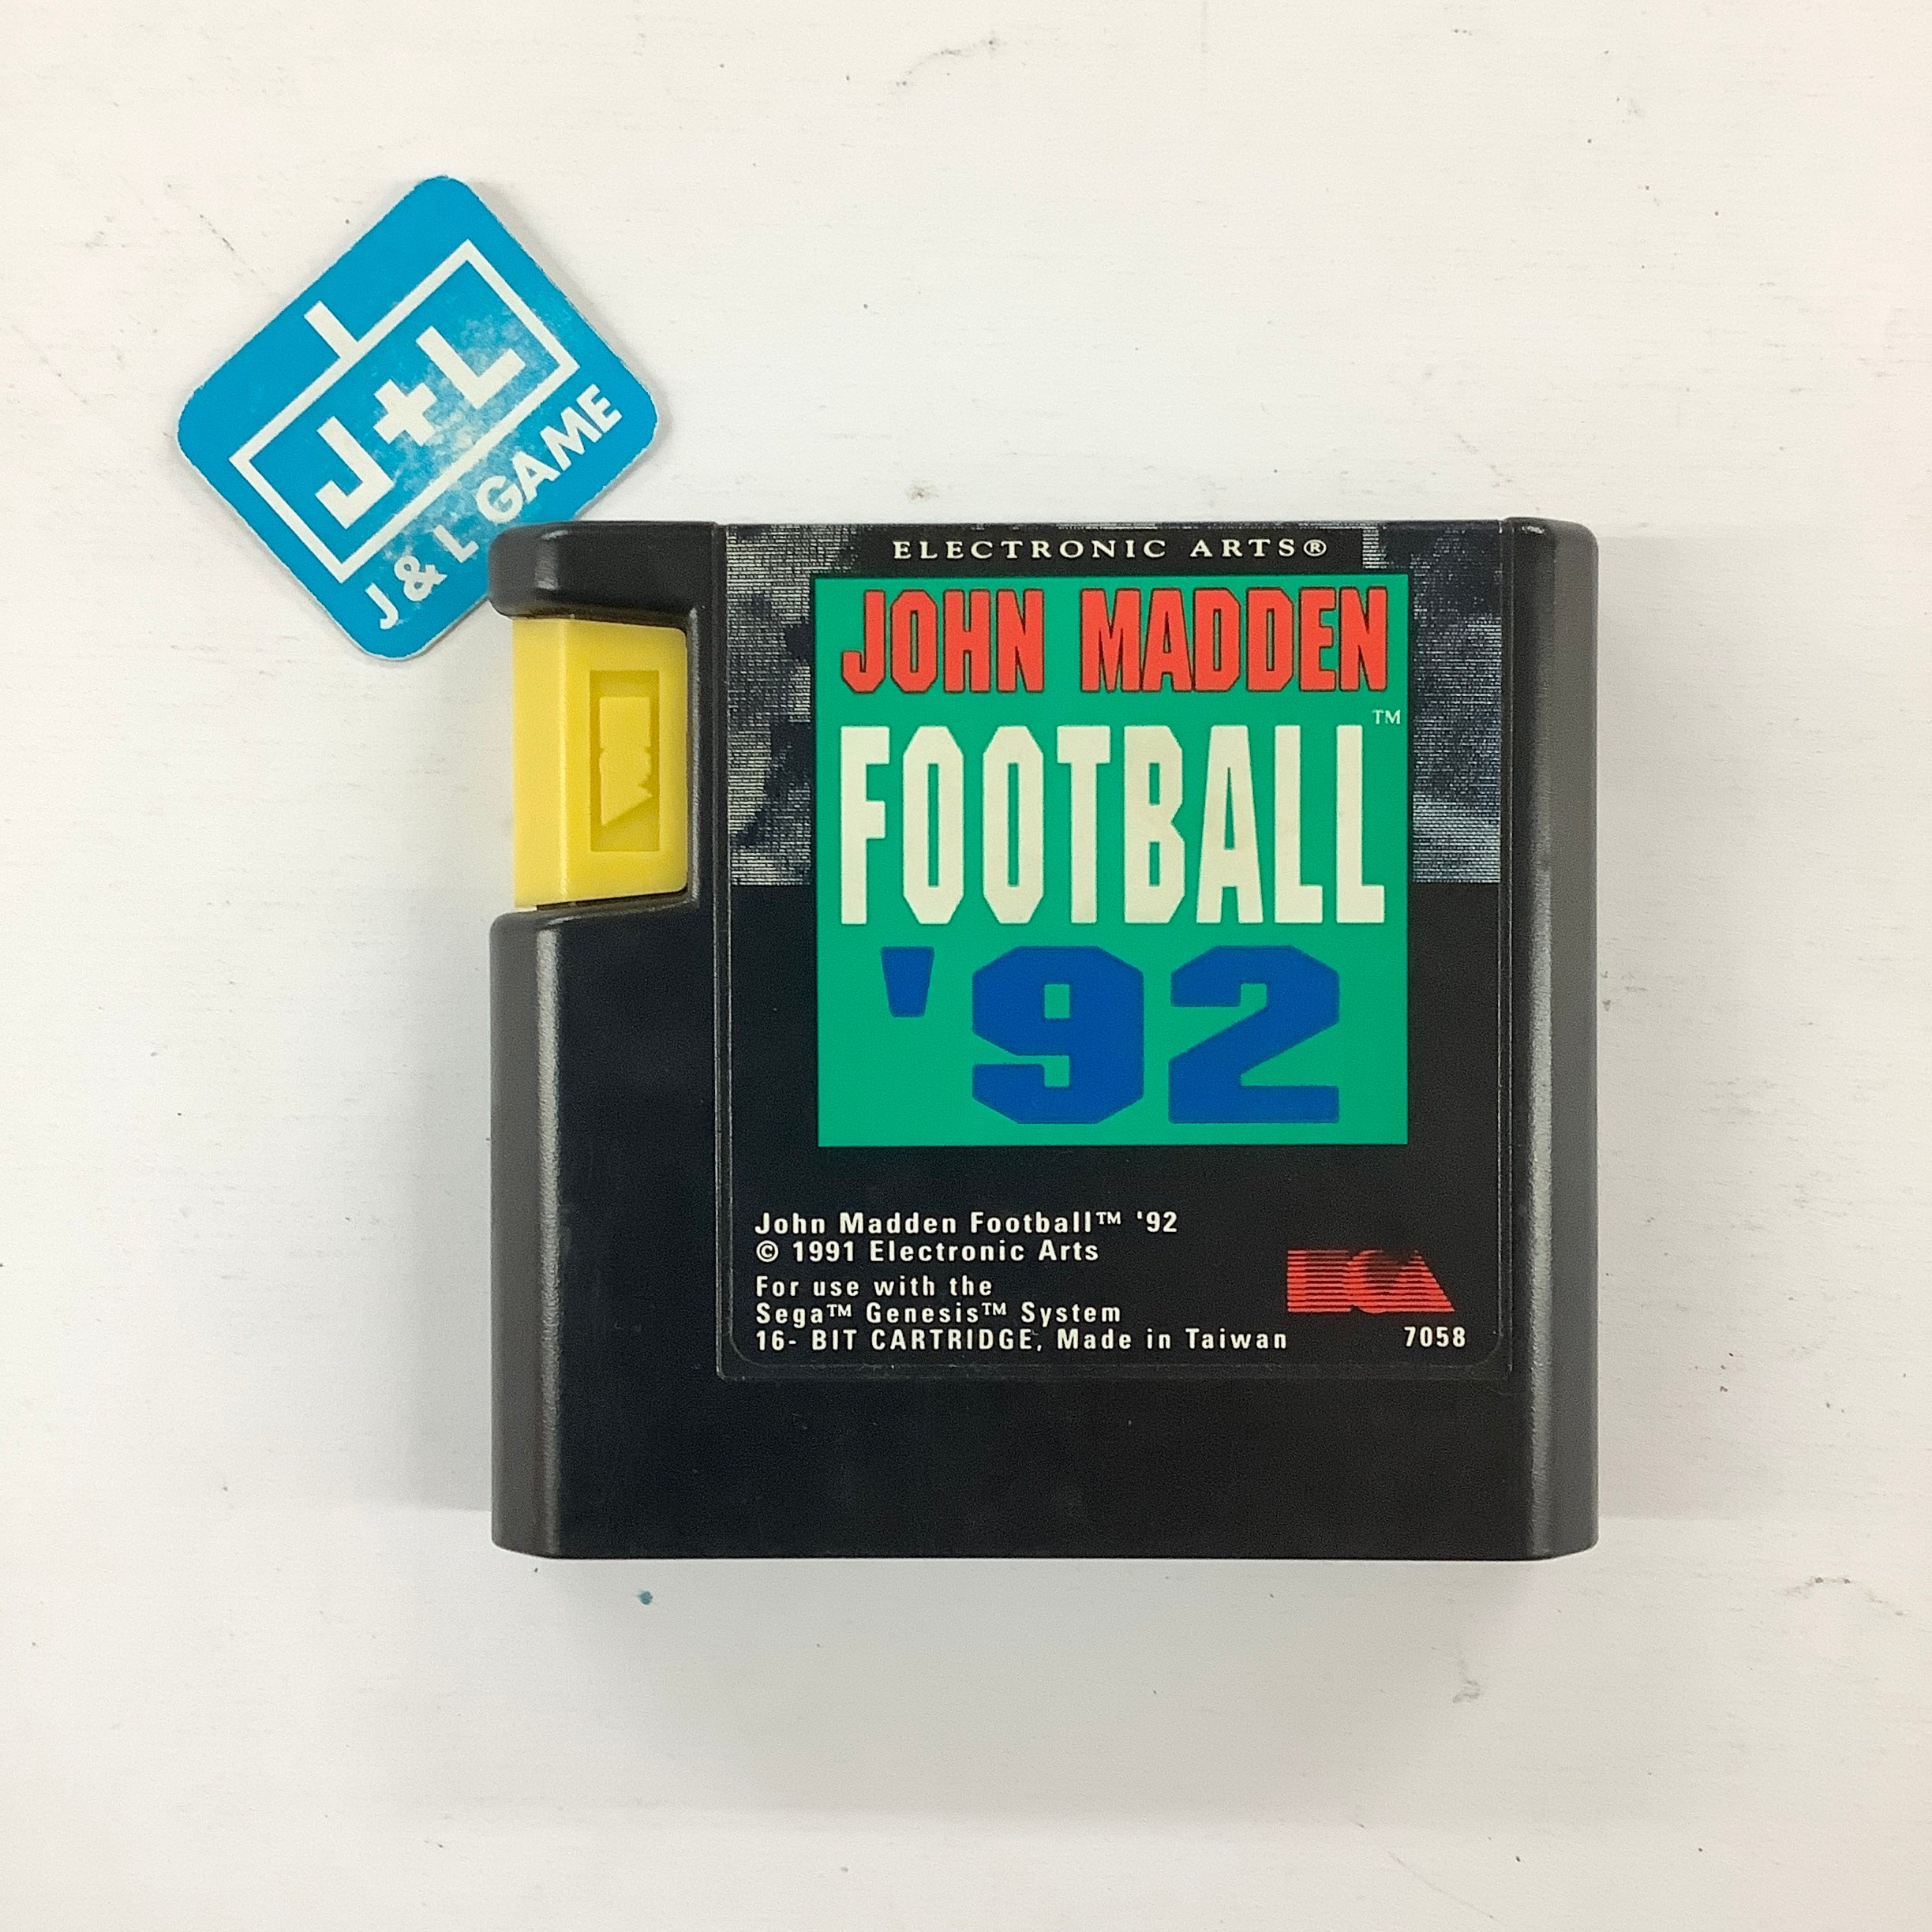 J+L
J & L GAME
ELECTRONIC ARTS®
JOHN MADDEN
FOOTBALL™
'92
John Madden Football™ '92
© 1991 Electronic Arts
For use with the
Sega™ Genesis™ System
16- BIT CARTRIDGE, Made in Taiwan
EA
7058